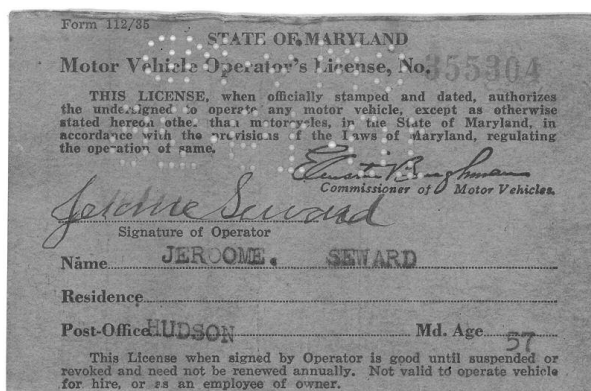 Form 112/35
STATE OF MARYLAND
Motor Vehicle Operator's License, No. 355304
THIS LICENSE, when officially stamped and dated, authorizes
the undersigned to operate any motor vehicle, except as otherwise
stated hereon other than motorcycles, in the State of Maryland, in
accordance with the provisions of the Laws of Maryland, regulating
the operation of same.
Commissioner of Motor Vehicles.
Jerome Seward
Signature of Operator
Name JEROOME. SEWARD
Residence
Post-Office HUDSON Md. Age 57
This License when signed by Operator is good until suspended or
revoked and need not be renewed annually. Not valid to operate vehicle
for hire, or as an employee of owner.